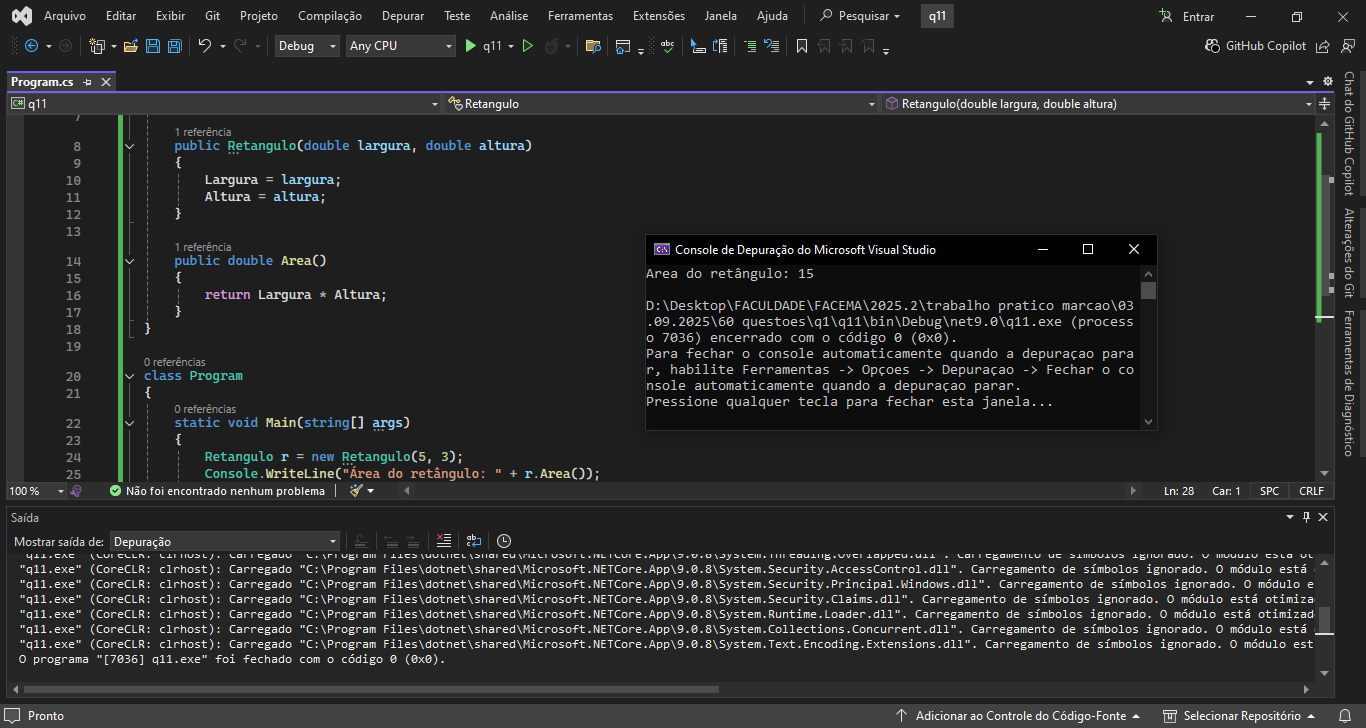 Arquivo Editar Exibir Git Projeto Compilação Depurar Teste Análise Ferramentas Extensões Janela Ajuda Pesquisar q11 Entrar
Debug Any CPU q11 GitHub Copilot
Program.cs
C# q11 Retangulo Retangulo(double largura, double altura)
7
1 referência
8 public Retangulo(double largura, double altura)
9 {
10 Largura = largura;
11 Altura = altura;
12 }
13
1 referência
14 public double Area()
15 {
16 return Largura * Altura;
17 }
18 }
19
0 referências
20 class Program
21 {
0 referências
22 static void Main(string[] args)
23 {
24 Retangulo r = new Retangulo(5, 3);
25 Console.WriteLine("Área do retângulo: " + r.Area());
Console de Depuração do Microsoft Visual Studio
Area do retângulo: 15
D:\Desktop\FACULDADE\FACEMA\2025.2\trabalho pratico marcao\03
.09.2025\60 questoes\q1\q11\bin\Debug\net9.0\q11.exe (process
o 7036) encerrado com o código 0 (0x0).
Para fechar o console automaticamente quando a depuraçao para
r, habilite Ferramentas -> Opçoes -> Depuraçao -> Fechar o co
nsole automaticamente quando a depuraçao parar.
Pressione qualquer tecla para fechar esta janela...
Chat do GitHub Copilot
Alterações do Git
Ferramentas de Diagnóstico
100 % Não foi encontrado nenhum problema Ln: 28 Car: 1 SPC CRLF
Saída
Mostrar saída de: Depuração
"q11.exe" (CoreCLR: clrhost): Carregado "C:\Program Files\dotnet\shared\Microsoft.NETCore.App\9.0.8\System.Threading.Overlapped.dll". Carregamento de símbolos ignorado. O módulo está ot
"q11.exe" (CoreCLR: clrhost): Carregado "C:\Program Files\dotnet\shared\Microsoft.NETCore.App\9.0.8\System.Security.AccessControl.dll". Carregamento de símbolos ignorado. O módulo está
"q11.exe" (CoreCLR: clrhost): Carregado "C:\Program Files\dotnet\shared\Microsoft.NETCore.App\9.0.8\System.Security.Principal.Windows.dll". Carregamento de símbolos ignorado. O módulo e
"q11.exe" (CoreCLR: clrhost): Carregado "C:\Program Files\dotnet\shared\Microsoft.NETCore.App\9.0.8\System.Security.Claims.dll". Carregamento de símbolos ignorado. O módulo está otimiza
"q11.exe" (CoreCLR: clrhost): Carregado "C:\Program Files\dotnet\shared\Microsoft.NETCore.App\9.0.8\System.Runtime.Loader.dll". Carregamento de símbolos ignorado. O módulo está otimizad
"q11.exe" (CoreCLR: clrhost): Carregado "C:\Program Files\dotnet\shared\Microsoft.NETCore.App\9.0.8\System.Collections.Concurrent.dll". Carregamento de símbolos ignorado. O módulo está
"q11.exe" (CoreCLR: clrhost): Carregado "C:\Program Files\dotnet\shared\Microsoft.NETCore.App\9.0.8\System.Text.Encoding.Extensions.dll". Carregamento de símbolos ignorado. O módulo est
O programa "[7036] q11.exe" foi fechado com o código 0 (0x0).
Pronto Adicionar ao Controle do Código-Fonte Selecionar Repositório